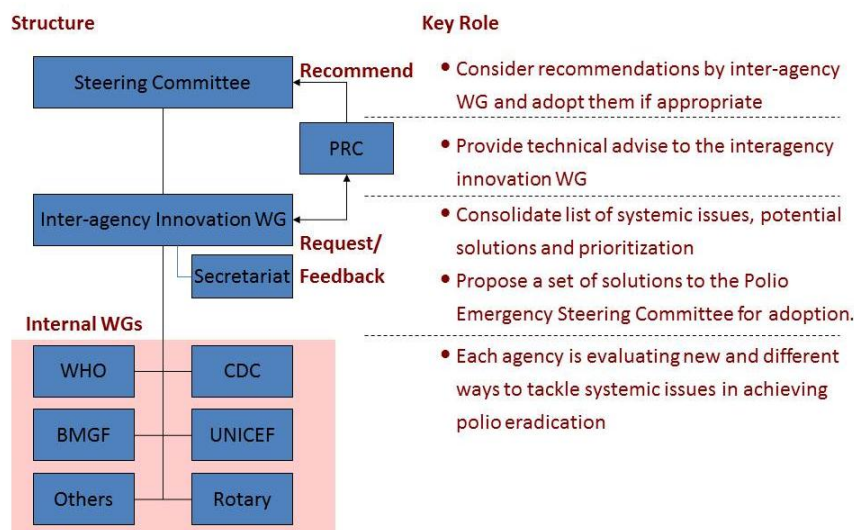 Structure
Key Role
Steering Committee
Recommend
• Consider recommendations by inter-agency
WG and adopt them if appropriate
PRC
• Provide technical advise to the interagency
innovation WG
Inter-agency Innovation WG
Request/
Feedback
Secretariat
• Consolidate list of systemic issues, potential
solutions and prioritization
• Propose a set of solutions to the Polio
Emergency Steering Committee for adoption.
Internal WGs
WHO
CDC
BMGF
UNICEF
Others
Rotary
• Each agency is evaluating new and different
ways to tackle systemic issues in achieving
polio eradication